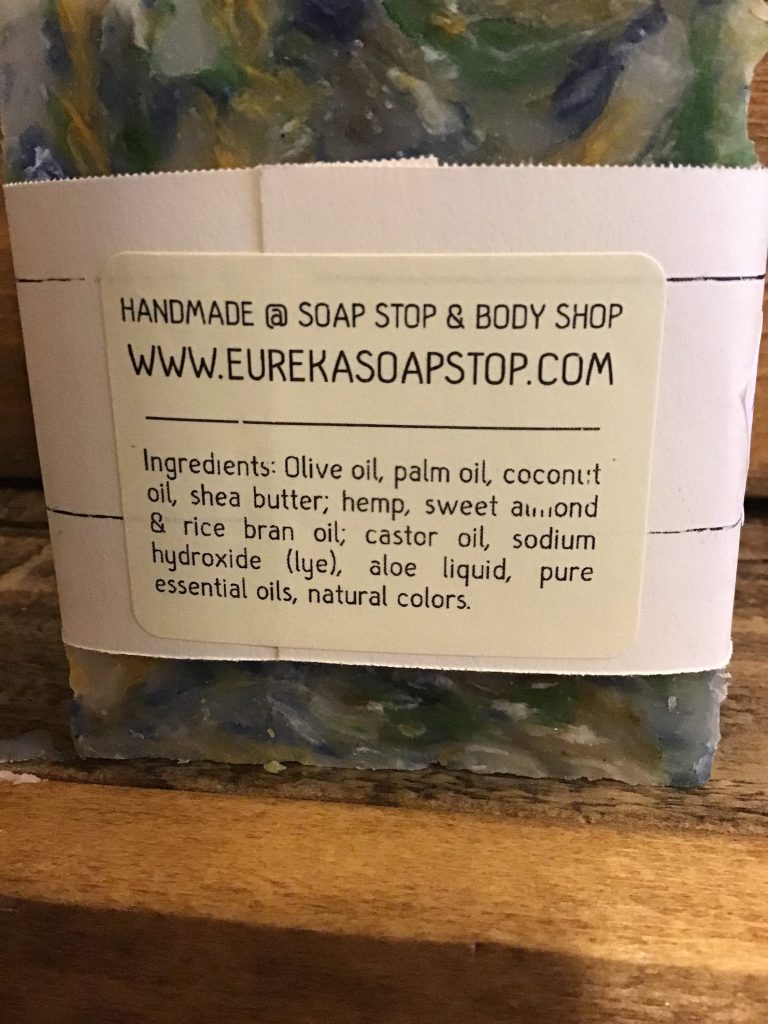 HANDMADE @ SOAP STOP & BODY SHOP
WWW.EUREKASOAPSTOP.COM
Ingredients: Olive oil, palm oil, coconut
oil, shea butter; hemp, sweet almond
& rice bran oil; castor oil, sodium
hydroxide (lye), aloe liquid, pure
essential oils, natural colors.